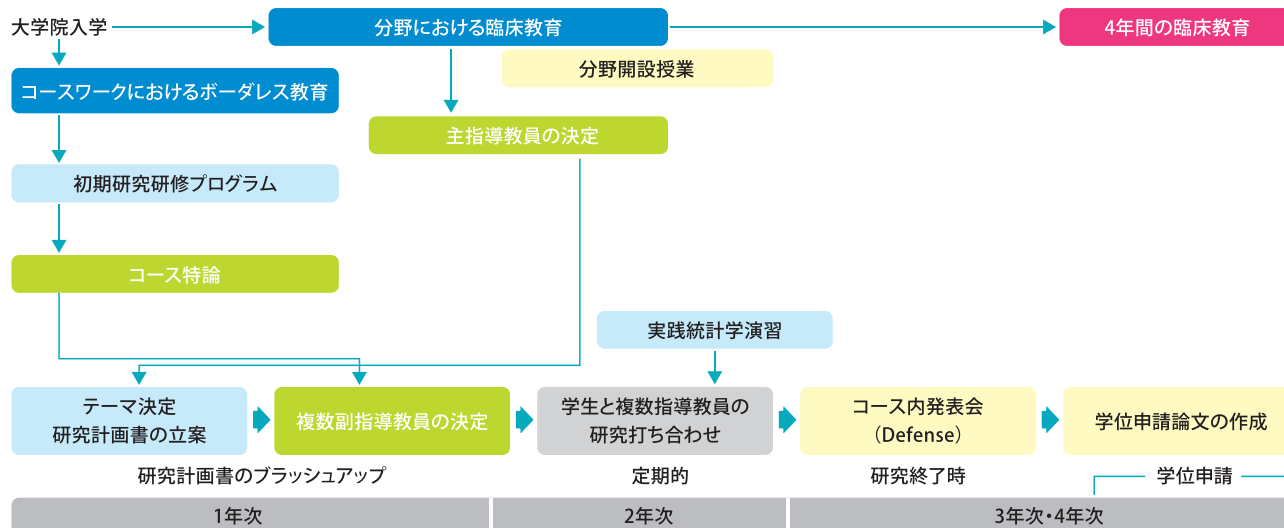 大学院入学
分野における臨床教育
4年間の臨床教育
分野開設授業
コースワークにおけるボーダレス教育
主指導教員の決定
初期研究研修プログラム
コース特論
実践統計学演習
テーマ決定
研究計画書の立案
複数副指導教員の決定
学生と複数指導教員の
研究打ち合わせ
コース内発表会
（Defense）
学位申請論文の作成
研究計画書のブラッシュアップ
定期的
研究終了時
学位申請
1年次
2年次
3年次・4年次